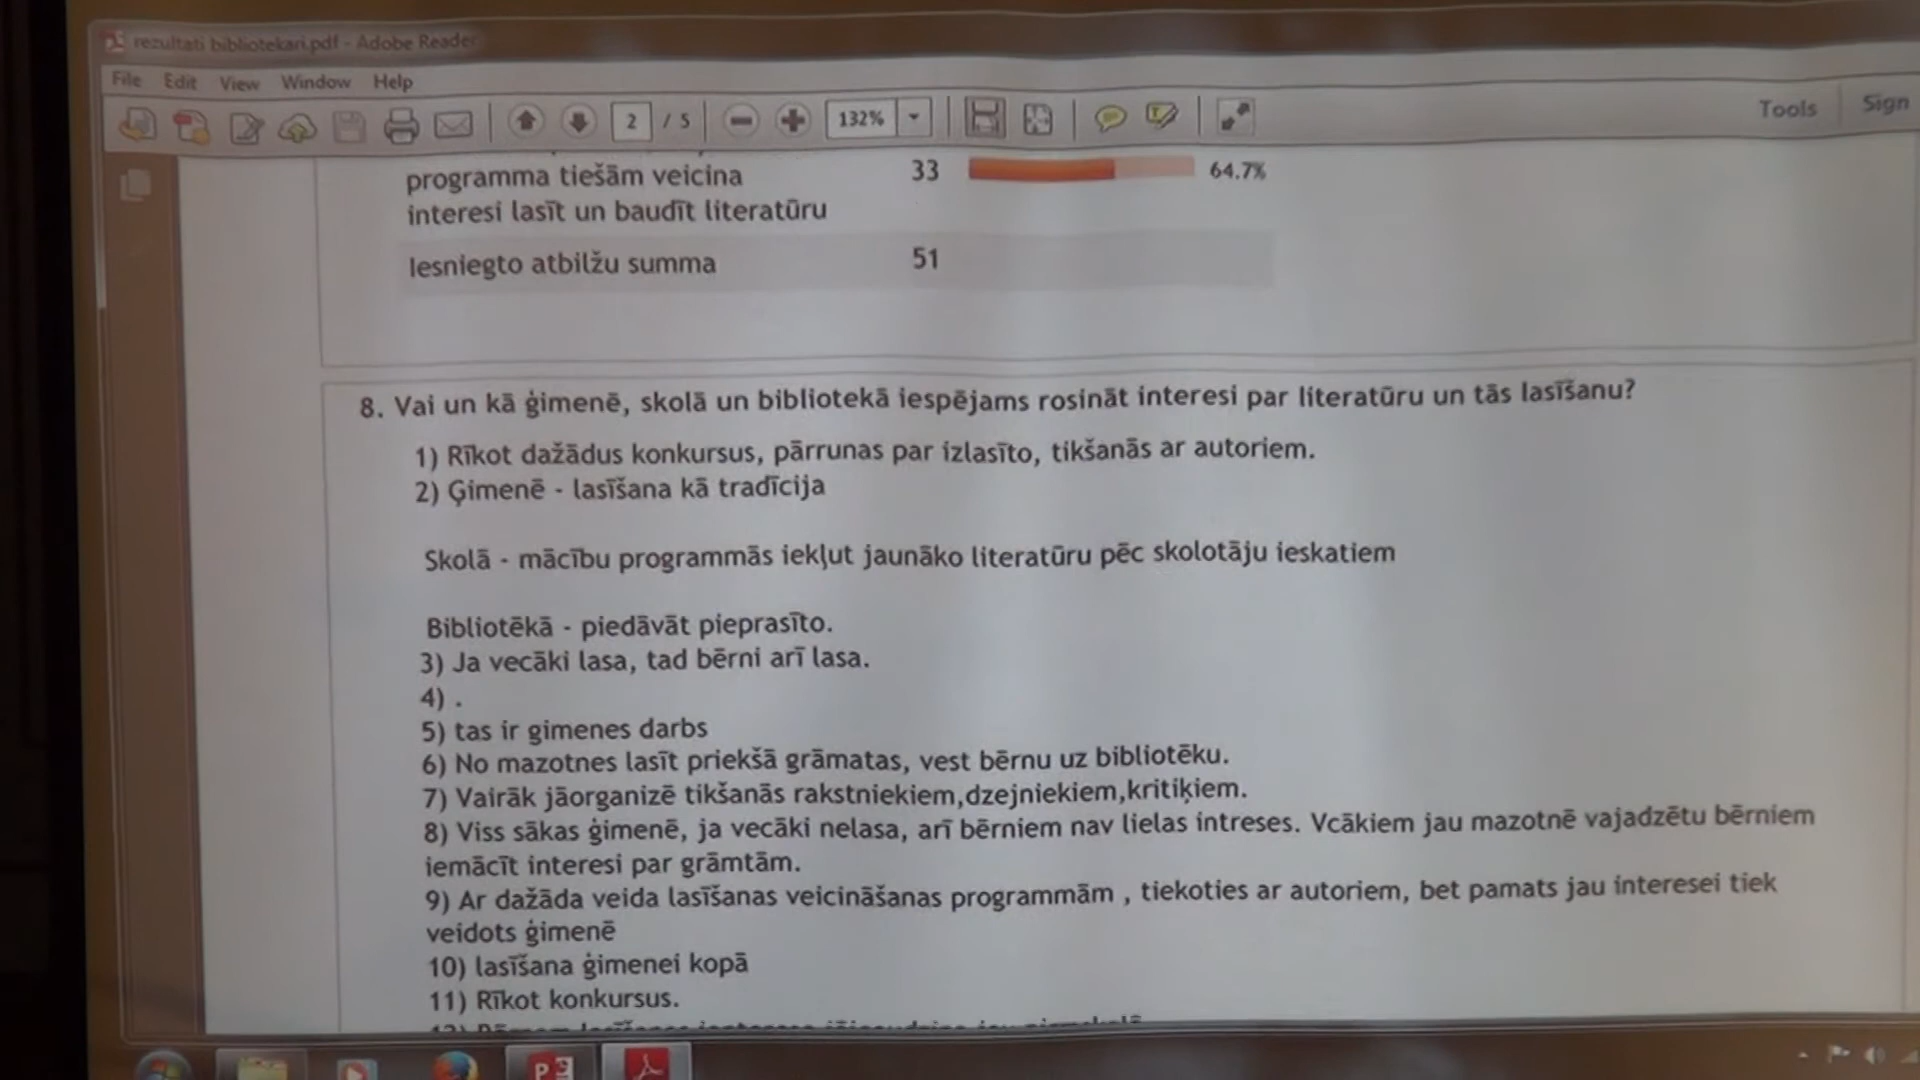 rezultati bibliotekari.pdf - Adobe Reader
File Edit View Window Help
2 / 5 132% Tools Sign
programma tiešām veicina 33 64.7%
interesi lasīt un baudīt literatūru
Iesniegto atbilžu summa 51
8. Vai un kā ģimenē, skolā un bibliotekā iespējams rosināt interesi par literatūru un tās lasīšanu?
1) Rīkot dažādus konkursus, pārrunas par izlasīto, tikšanās ar autoriem.
2) Ģimenē - lasīšana kā tradīcija
Skolā - mācību programmās iekļut jaunāko literatūru pēc skolotāju ieskatiem
Bibliotēkā - piedāvāt pieprasīto.
3) Ja vecāki lasa, tad bērni arī lasa.
4) .
5) tas ir gimenes darbs
6) No mazotnes lasīt priekšā grāmatas, vest bērnu uz bibliotēku.
7) Vairāk jāorganizē tikšanās rakstniekiem,dzejniekiem,kritiķiem.
8) Viss sākas ģimenē, ja vecāki nelasa, arī bērniem nav lielas intreses. Vcākiem jau mazotnē vajadzētu bērniem
iemācīt interesi par grāmtām.
9) Ar dažāda veida lasīšanas veicināšanas programmām , tiekoties ar autoriem, bet pamats jau interesei tiek
veidots ģimenē
10) lasīšana ģimenei kopā
11) Rīkot konkursus.